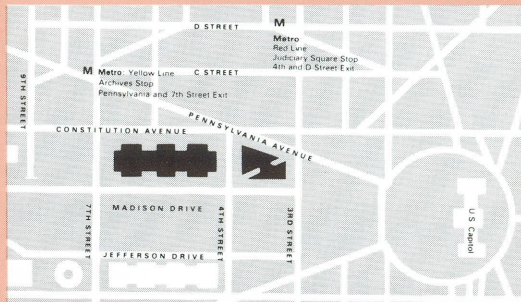 D STREET
M
Metro
Red Line
Judiciary Square Stop
4th and D Street Exit
M Metro: Yellow Line
Archives Stop
Pennsylvania and 7th Street Exit
C STREET
9TH STREET
PENNSYLVANIA AVENUE
CONSTITUTION AVENUE
MADISON DRIVE
7TH STREET
4TH STREET
3RD STREET
JEFFERSON DRIVE
U.S. Capitol